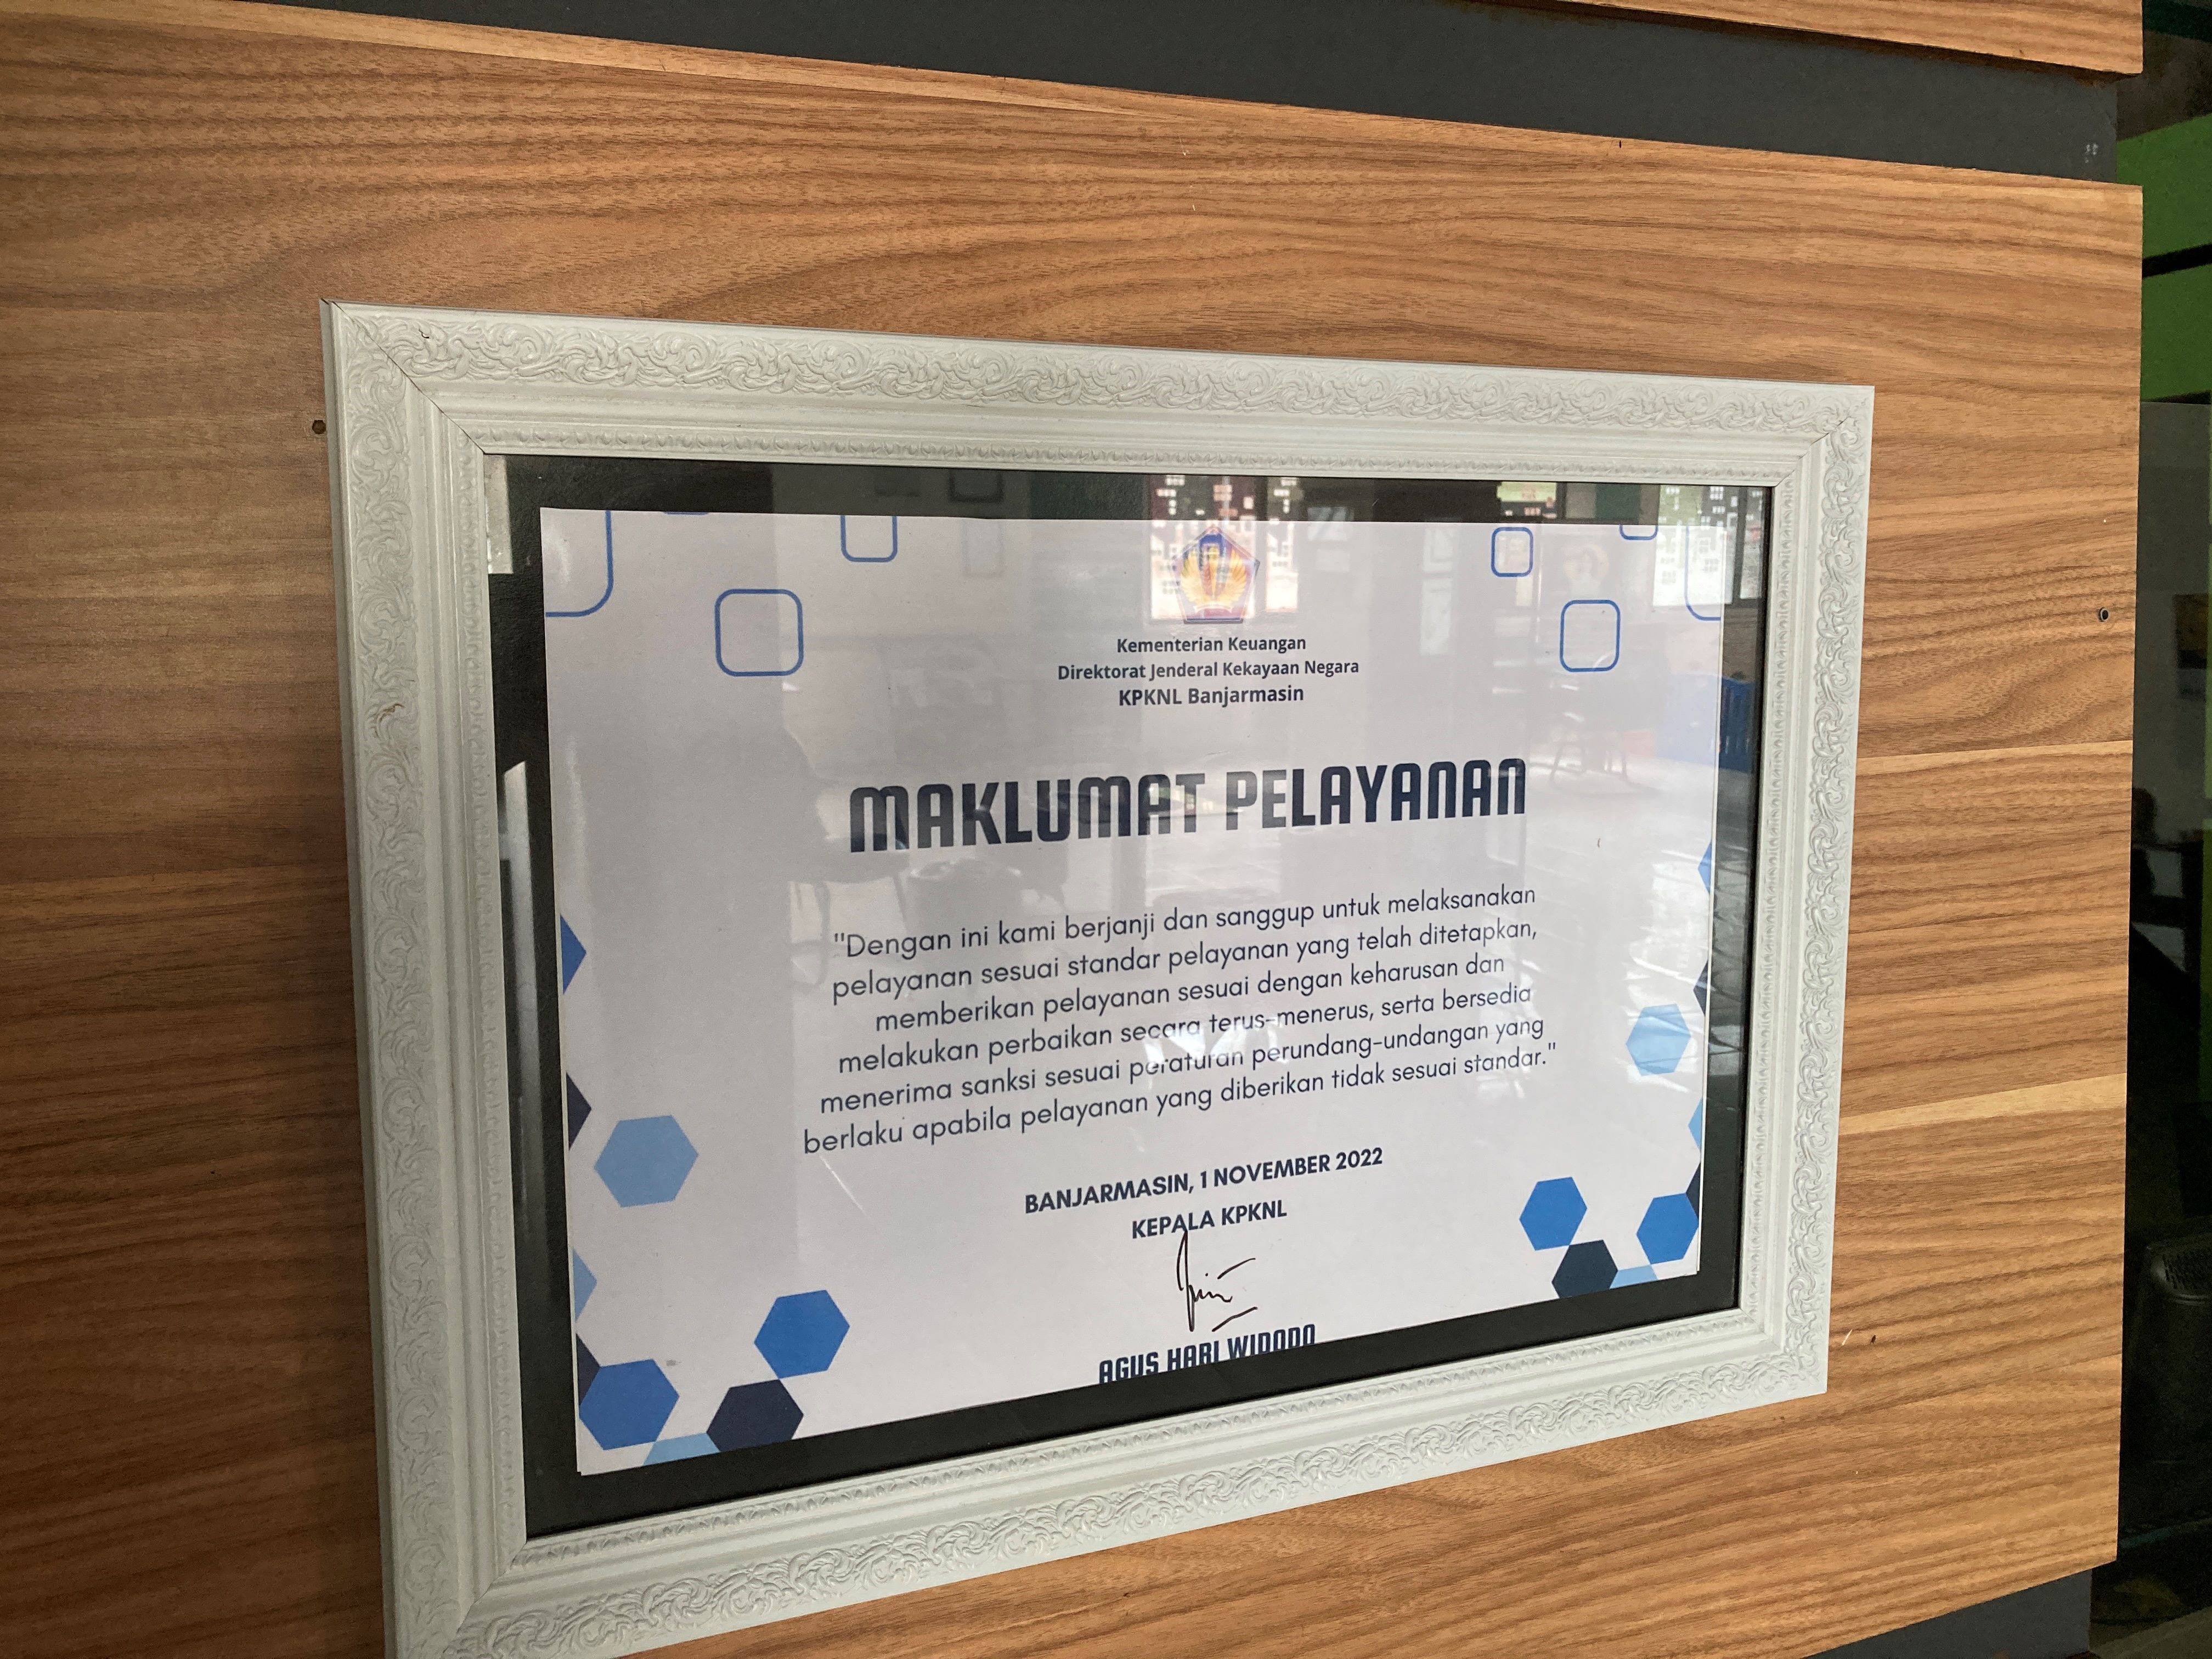 Kementerian Keuangan
Direktorat Jenderal Kekayaan Negara
KPKNL Banjarmasin
MAKLUMAT PELAYANAN
"Dengan ini kami berjanji dan sanggup untuk melaksanakan
pelayanan sesuai standar pelayanan yang telah ditetapkan,
memberikan pelayanan sesuai dengan keharusan dan
melakukan perbaikan secara terus-menerus, serta bersedia
menerima sanksi sesuai peraturan perundang-undangan yang
berlaku apabila pelayanan yang diberikan tidak sesuai standar."
BANJARMASIN, 1 NOVEMBER 2022
KEPALA KPKNL
AGUS HARI WIDODO